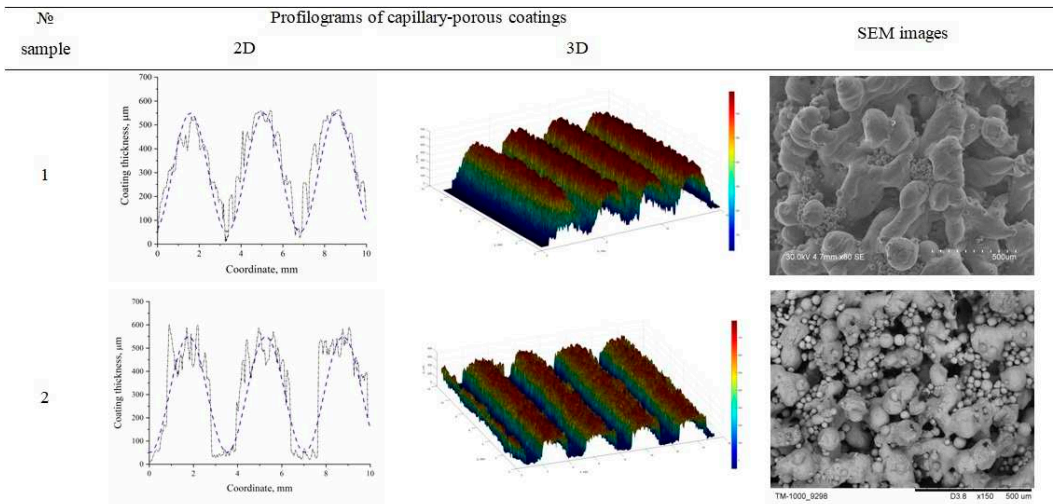 №
sample
Profilograms of capillary-porous coatings
2D
3D
SEM images
1
Coating thickness, μm
700
600
500
400
300
200
100
0
0 2 4 6 8 10
Coordinate, mm
30.0kV 4.7mm x60 SE
500um
2
Coating thickness, μm
700
600
500
400
300
200
100
0
0 2 4 6 8 10
Coordinate, mm
TM-1000_9298
D3.8 x150 500 um